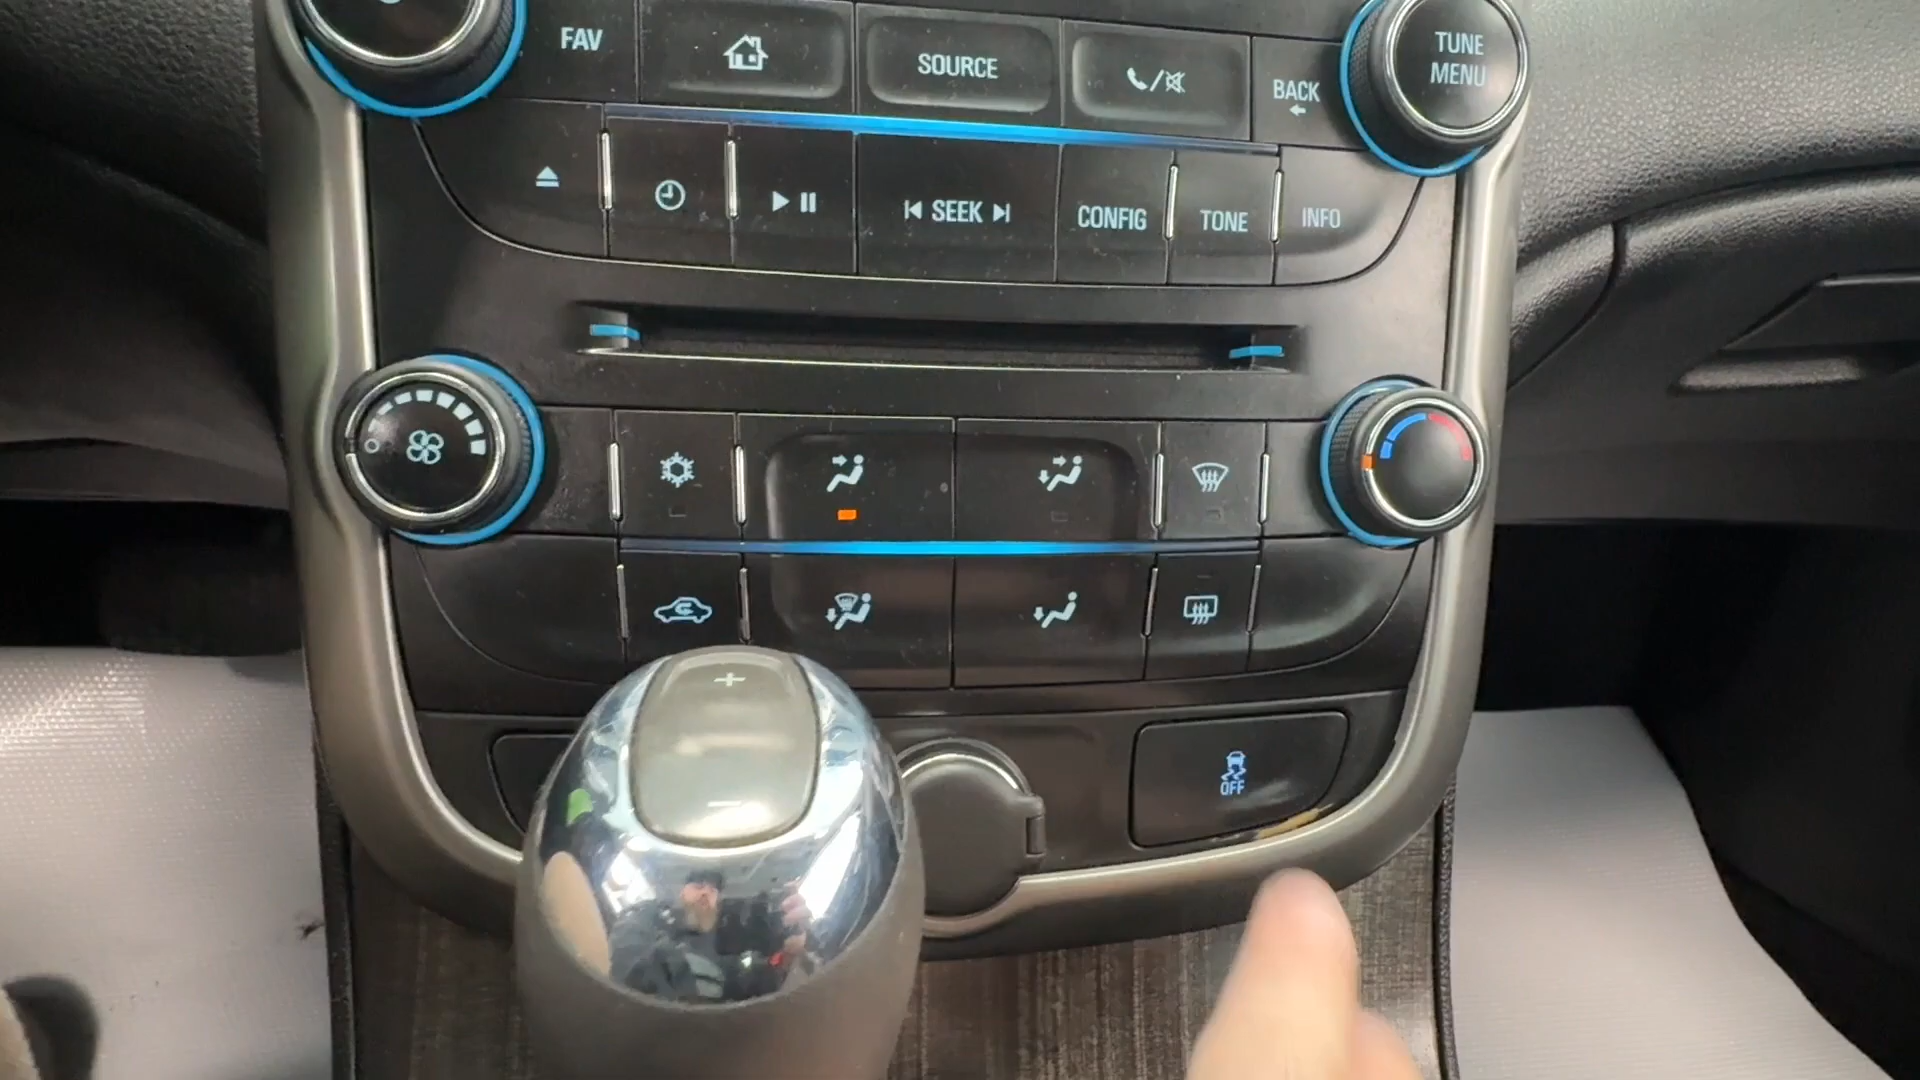 FAV
SOURCE
BACK
TUNE
MENU
SEEK
CONFIG
TONE
INFO
+
−
OFF